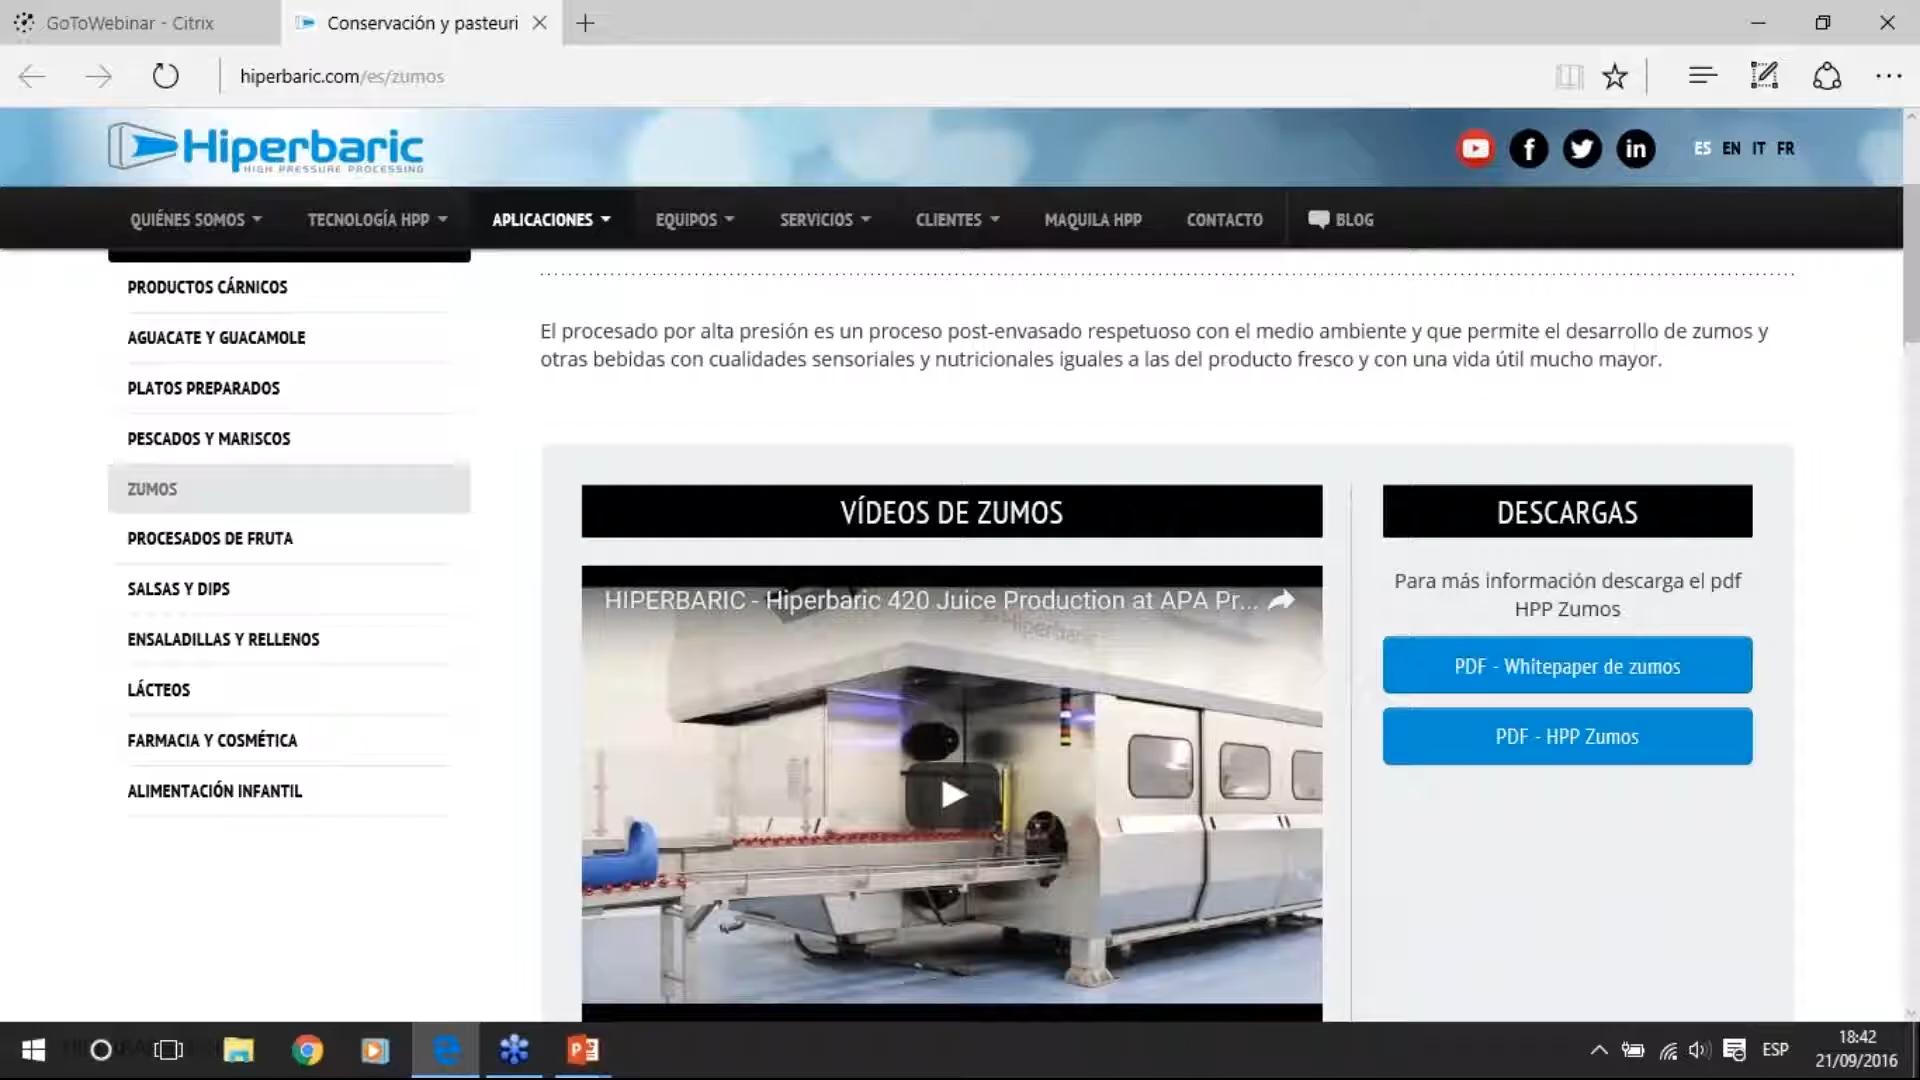 GoToWebinar - Citrix
Conservación y pasteuri
hiperbaric.com/es/zumos
Hiperbaric
HIGH PRESSURE PROCESSING
ES EN IT FR
QUIÉNES SOMOS
TECNOLOGÍA HPP
APLICACIONES
EQUIPOS
SERVICIOS
CLIENTES
MAQUILA HPP
CONTACTO
BLOG
PRODUCTOS CÁRNICOS
AGUACATE Y GUACAMOLE
PLATOS PREPARADOS
PESCADOS Y MARISCOS
ZUMOS
PROCESADOS DE FRUTA
SALSAS Y DIPS
ENSALADILLAS Y RELLENOS
LÁCTEOS
FARMACIA Y COSMÉTICA
ALIMENTACIÓN INFANTIL
El procesado por alta presión es un proceso post-envasado respetuoso con el medio ambiente y que permite el desarrollo de zumos y
otras bebidas con cualidades sensoriales y nutricionales iguales a las del producto fresco y con una vida útil mucho mayor.
VÍDEOS DE ZUMOS
HIPERBARIC - Hiperbaric 420 Juice Production at APA Pr...
Hiperbaric
DESCARGAS
Para más información descarga el pdf
HPP Zumos
PDF - Whitepaper de zumos
PDF - HPP Zumos
ESP
18:42
21/09/2016